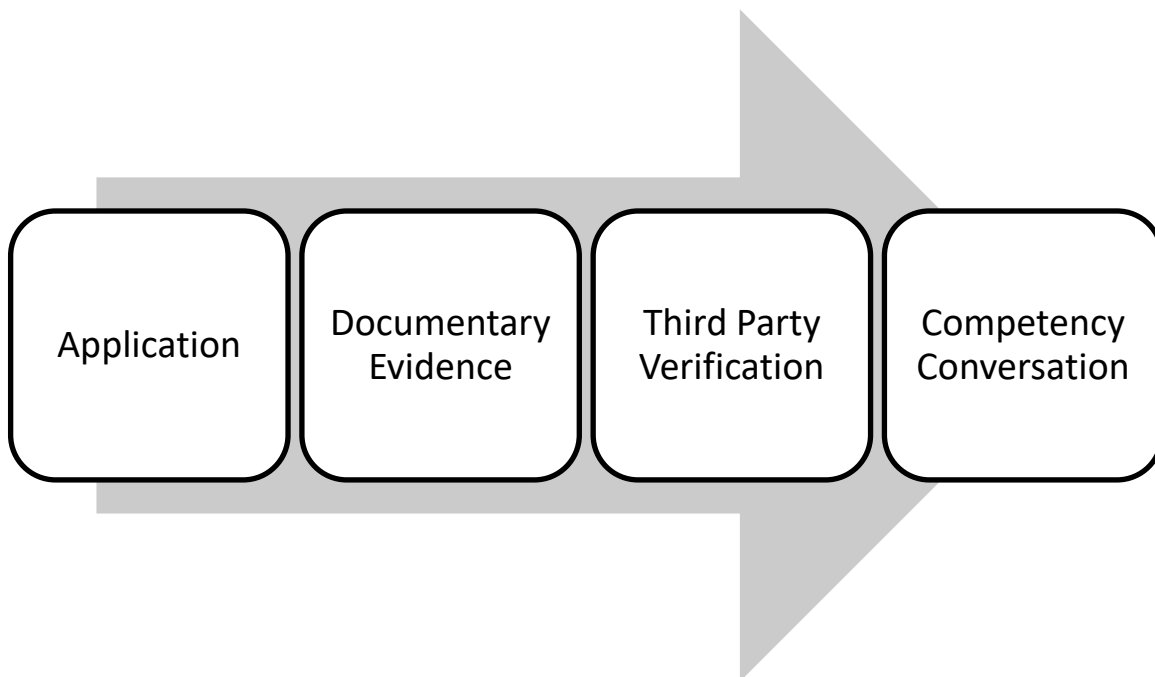 Application
Documentary
Evidence
Third Party
Verification
Competency
Conversation